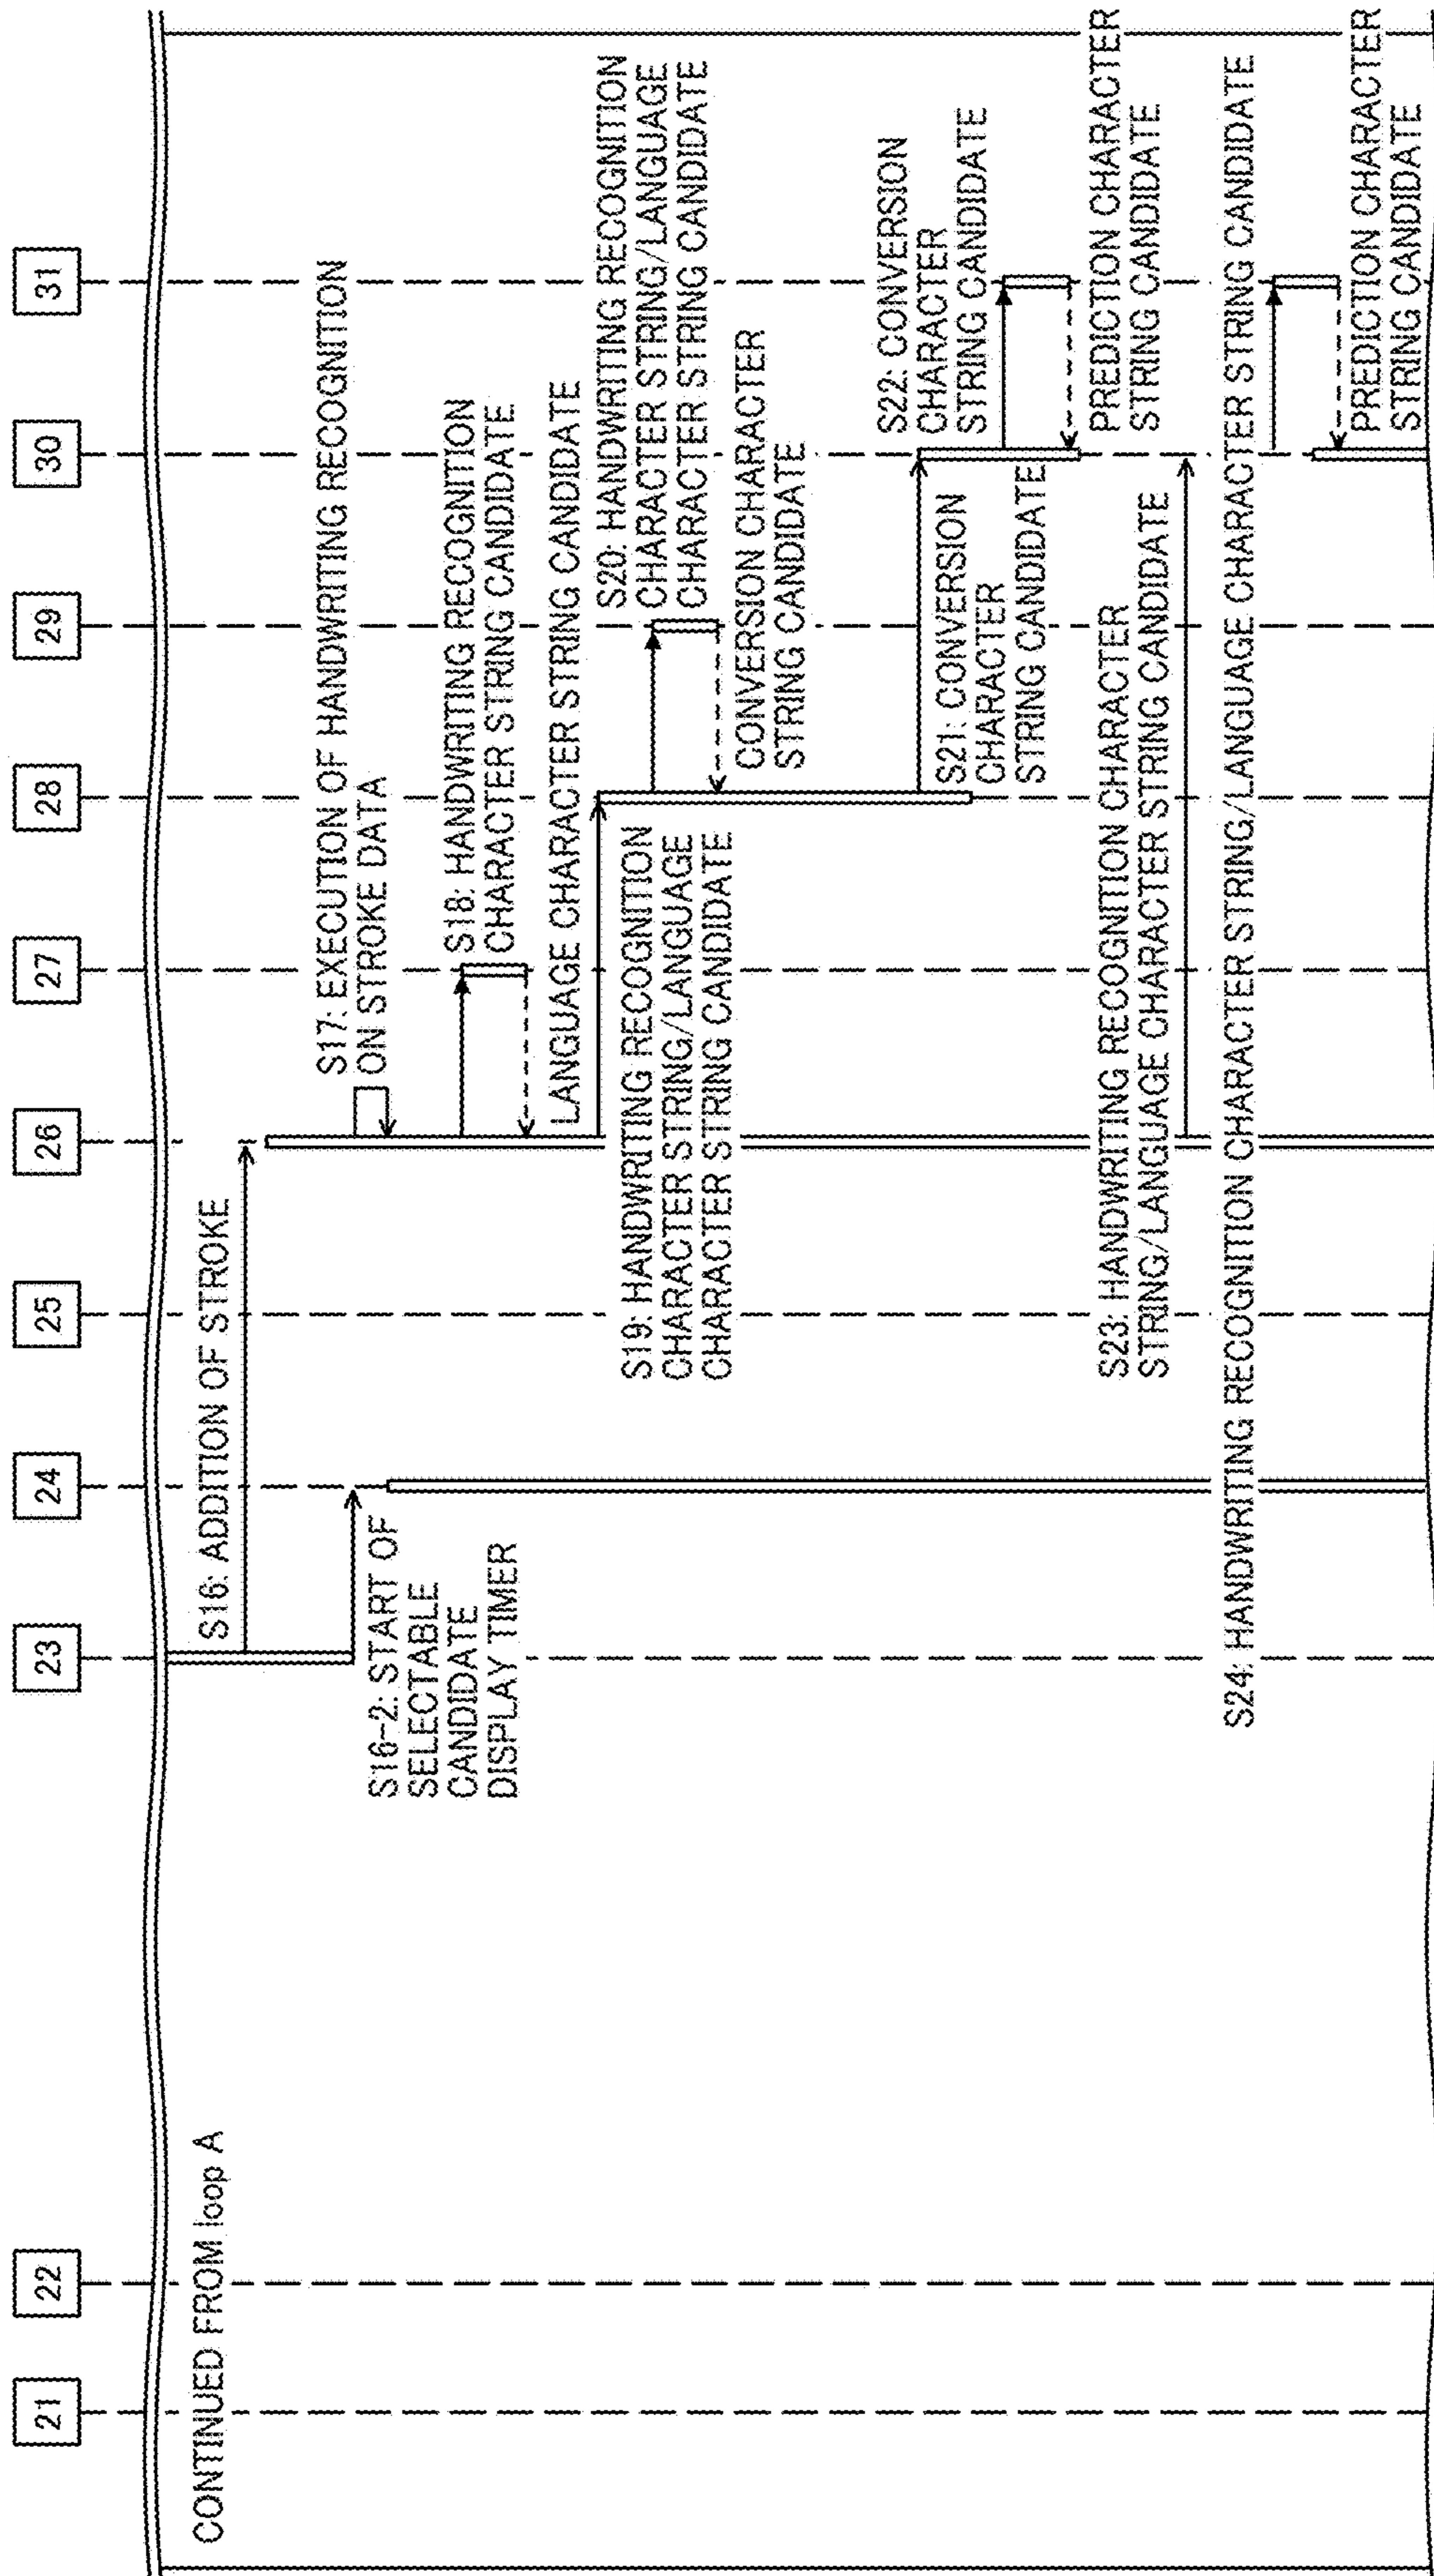 21
22
23
24
25
26
27
28
29
30
31
CONTINUED FROM loop A
S16: ADDITION OF STROKE
S16-2: START OF
SELECTABLE
CANDIDATE
DISPLAY TIMER
S17: EXECUTION OF HANDWRITING RECOGNITION
ON STROKE DATA
S18: HANDWRITING RECOGNITION
CHARACTER STRING CANDIDATE
LANGUAGE CHARACTER STRING CANDIDATE
S19: HANDWRITING RECOGNITION
CHARACTER STRING/LANGUAGE
CHARACTER STRING CANDIDATE
S20: HANDWRITING RECOGNITION
CHARACTER STRING/LANGUAGE
CHARACTER STRING CANDIDATE
CONVERSION CHARACTER
STRING CANDIDATE
S21: CONVERSION
CHARACTER
STRING CANDIDATE
S22: CONVERSION
CHARACTER
STRING CANDIDATE
PREDICTION CHARACTER
STRING CANDIDATE
S23: HANDWRITING RECOGNITION CHARACTER
STRING/LANGUAGE CHARACTER STRING CANDIDATE
S24: HANDWRITING RECOGNITION CHARACTER STRING/LANGUAGE CHARACTER STRING CANDIDATE
PREDICTION CHARACTER
STRING CANDIDATE